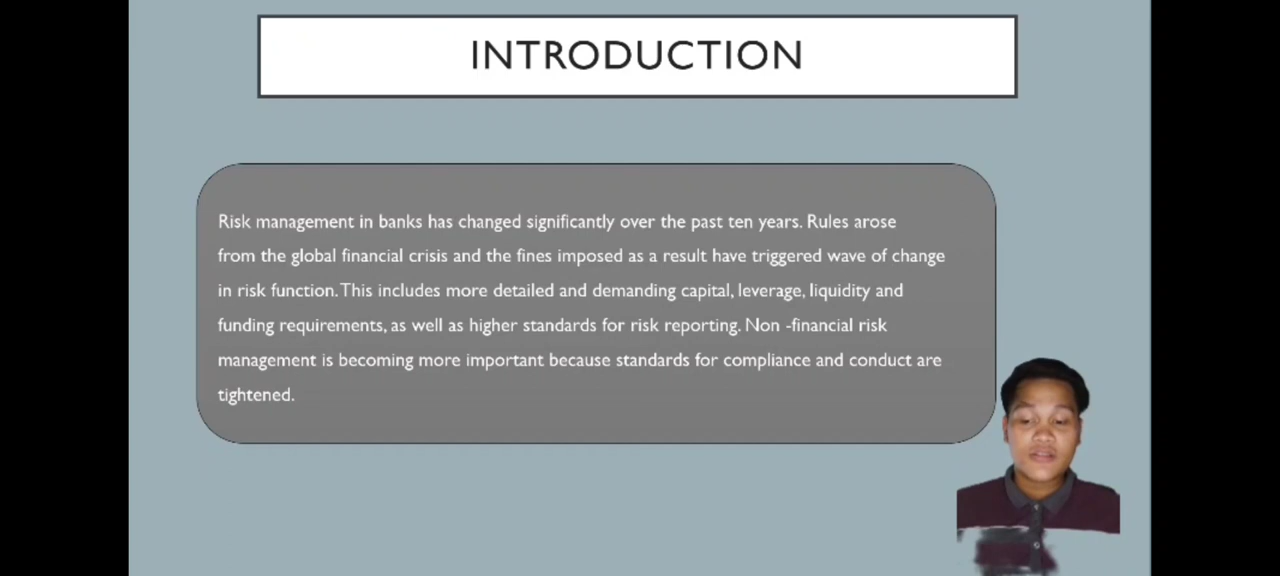 INTRODUCTION
Risk management in banks has changed significantly over the past ten years. Rules arose
from the global financial crisis and the fines imposed as a result have triggered wave of change
in risk function. This includes more detailed and demanding capital, leverage, liquidity and
funding requirements, as well as higher standards for risk reporting. Non -financial risk
management is becoming more important because standards for compliance and conduct are
tightened.